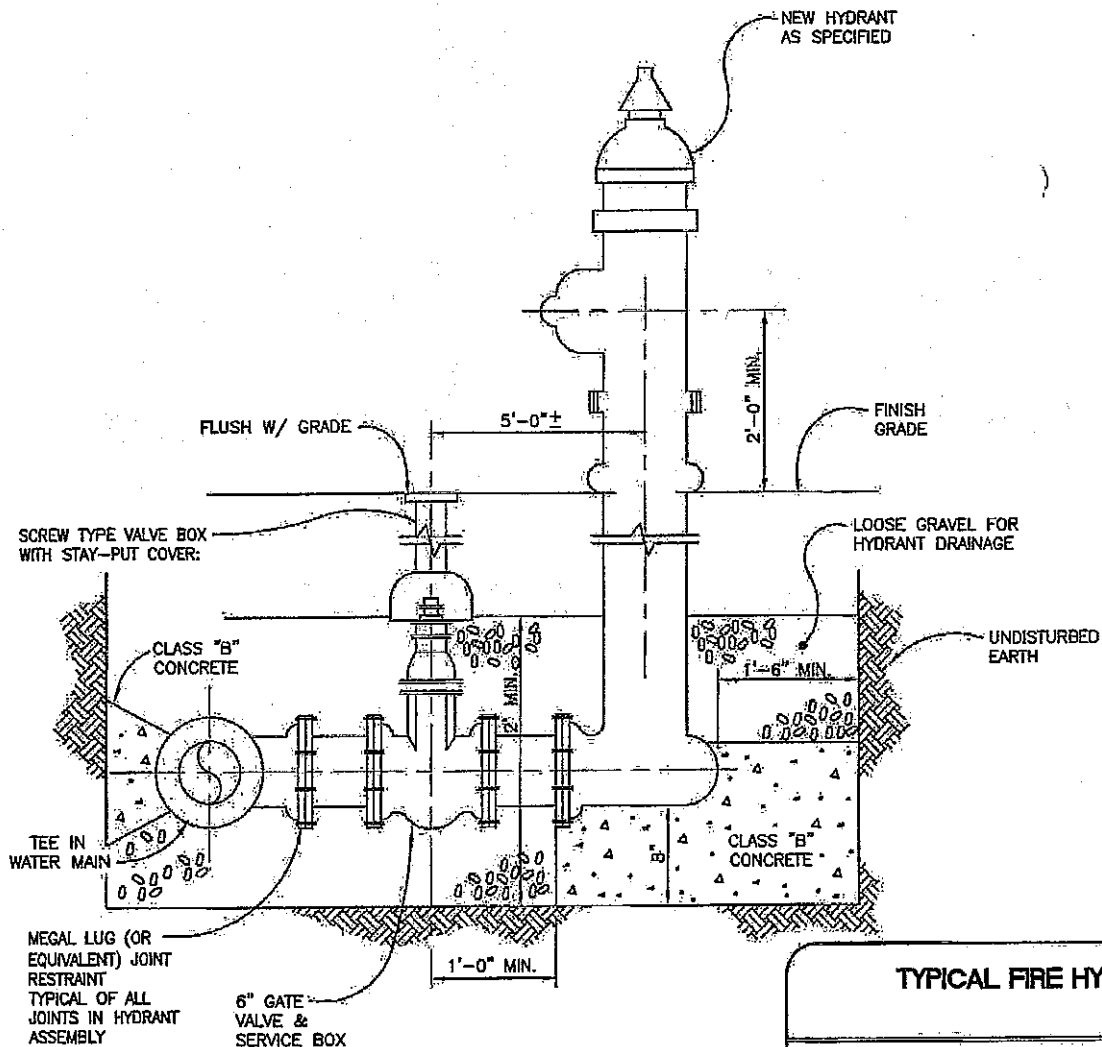 NEW HYDRANT
AS SPECIFIED
2'-0" MIN.
5'-0"±
FLUSH W/ GRADE
FINISH
GRADE
SCREW TYPE VALVE BOX
WITH STAY-PUT COVER:
LOOSE GRAVEL FOR
HYDRANT DRAINAGE
CLASS "B"
CONCRETE
UNDISTURBED
EARTH
1'-6" MIN.
MIN.
TEE IN
WATER MAIN
CLASS "B"
CONCRETE
MEGAL LUG (OR
EQUIVALENT) JOINT
RESTRAINT
TYPICAL OF ALL
JOINTS IN HYDRANT
ASSEMBLY
1'-0" MIN.
6" GATE
VALVE &
SERVICE BOX
TYPICAL FIRE HY